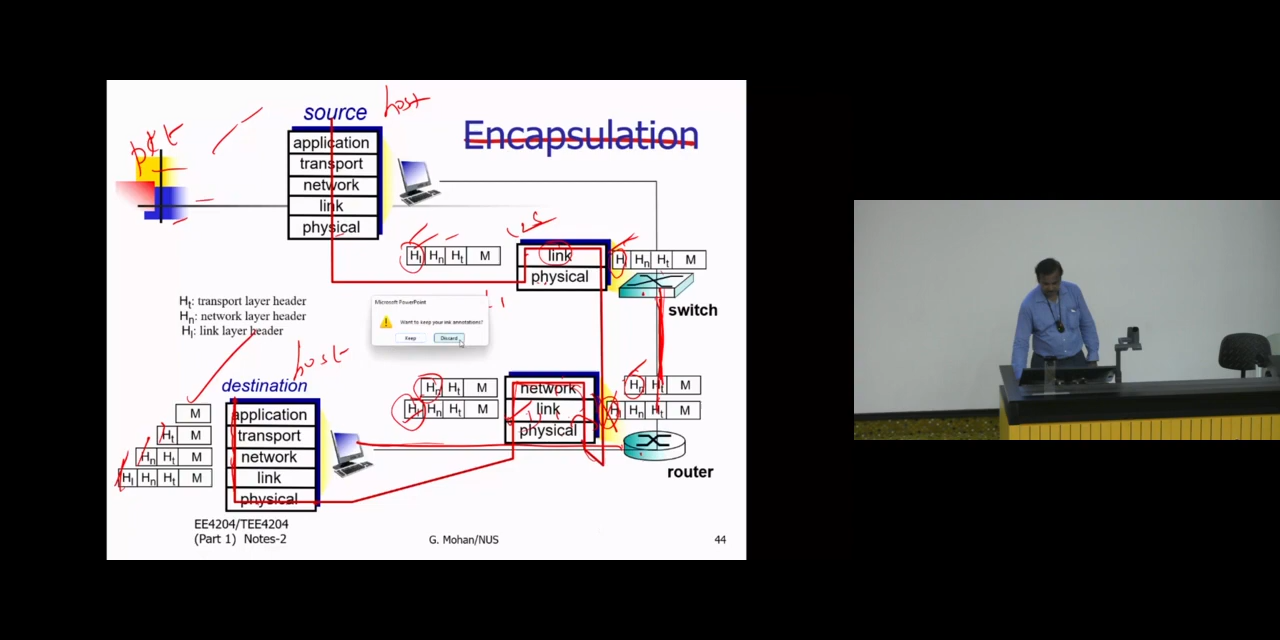 source
host
Encapsulation
pkt
application
transport
network
link
physical
Hl Hn Ht M
link
physical
Hl Hn Ht M
switch
Ht: transport layer header
Hn: network layer header
Hl: link layer header
Microsoft PowerPoint
Want to keep your ink annotations?
Keep
Discard
host
destination
application
transport
network
link
physical
M
Ht M
Hn Ht M
Hl Hn Ht M
Hn Ht M
Hl Hn Ht M
network
link
physical
Hn Ht M
Hl Hn Ht M
router
EE4204/TEE4204
(Part 1) Notes-2
G. Mohan/NUS
44